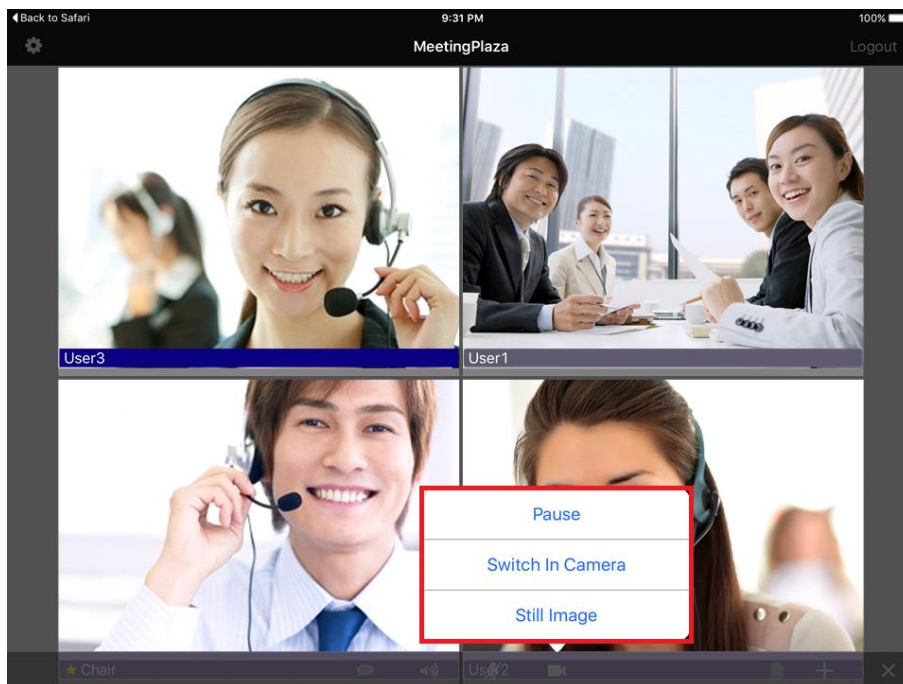 Back to Safari
9:31 PM
100%
MeetingPlaza
Logout
User3
User1
Pause
Switch In Camera
Still Image
Chair
User2